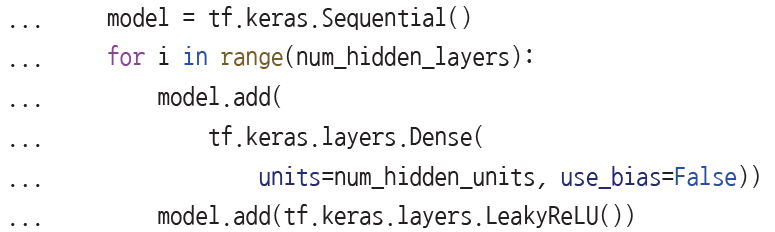 ...     model = tf.keras.Sequential()
...     for i in range(num_hidden_layers):
...         model.add(
...             tf.keras.layers.Dense(
...                 units=num_hidden_units, use_bias=False))
...         model.add(tf.keras.layers.LeakyReLU())